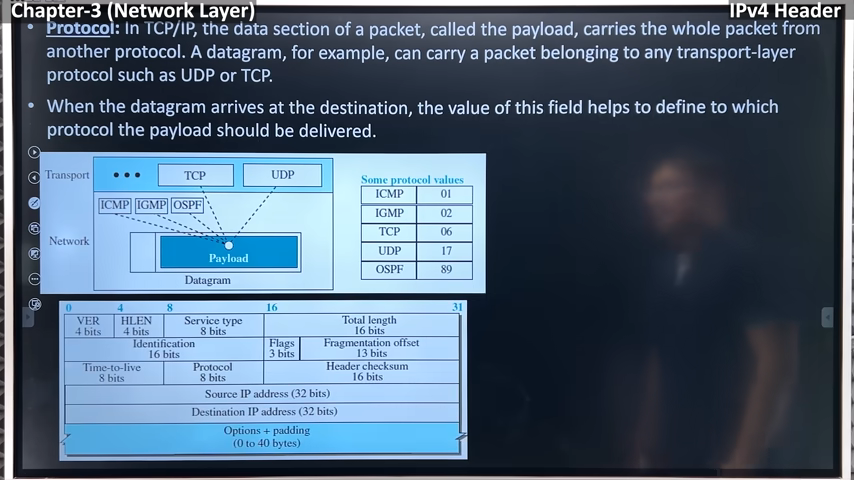 Chapter-3 (Network Layer)
IPv4 Header
• Protocol: In TCP/IP, the data section of a packet, called the payload, carries the whole packet from
another protocol. A datagram, for example, can carry a packet belonging to any transport-layer
protocol such as UDP or TCP.
• When the datagram arrives at the destination, the value of this field helps to define to which
protocol the payload should be delivered.
Transport
TCP
UDP
ICMP IGMP OSPF
Network
Payload
Datagram
Some protocol values
ICMP 01
IGMP 02
TCP 06
UDP 17
OSPF 89
0 4 8 16 31
VER
4 bits
HLEN
4 bits
Service type
8 bits
Total length
16 bits
Identification
16 bits
Flags
3 bits
Fragmentation offset
13 bits
Time-to-live
8 bits
Protocol
8 bits
Header checksum
16 bits
Source IP address (32 bits)
Destination IP address (32 bits)
Options + padding
(0 to 40 bytes)